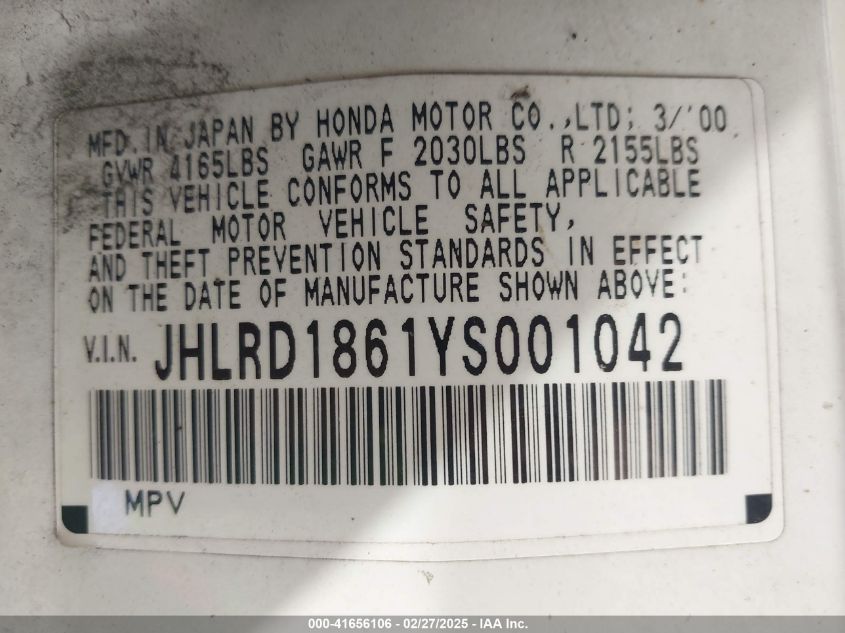 MFD. IN JAPAN BY HONDA MOTOR CO.,LTD; 3/'00
GVWR 4165LBS GAWR F 2030LBS R 2155LBS
THIS VEHICLE CONFORMS TO ALL APPLICABLE
FEDERAL MOTOR VEHICLE SAFETY,
AND THEFT PREVENTION STANDARDS IN EFFECT
ON THE DATE OF MANUFACTURE SHOWN ABOVE:
V.I.N. JHLRD1861YS001042
MPV
000-41656106 - 02/27/2025 - IAA Inc.